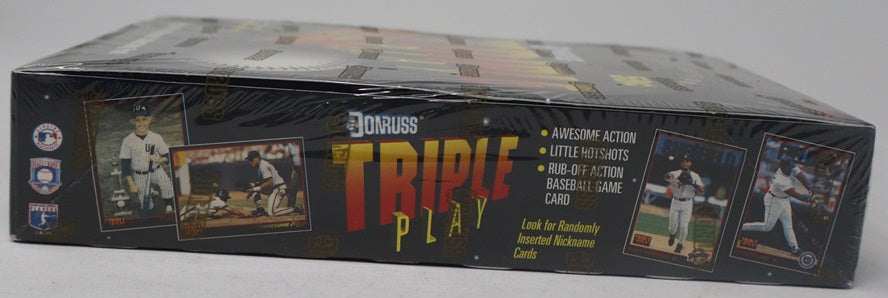 DONRUSS
TRIPLE
PLAY
AWESOME ACTION
LITTLE HOTSHOTS
RUB-OFF ACTION
BASEBALL GAME
CARD
Look for Randomly
Inserted Nickname
Cards